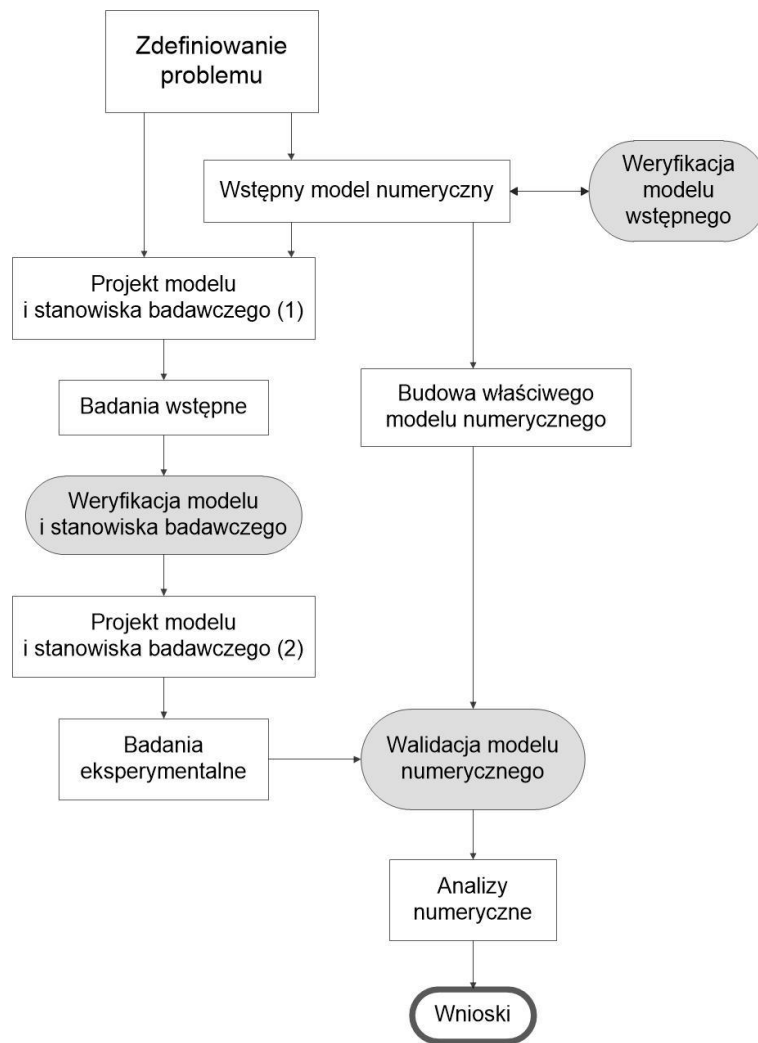 Zdefiniowanie
problemu
Wstępny model numeryczny
Weryfikacja
modelu
wstępnego
Projekt modelu
i stanowiska badawczego (1)
Badania wstępne
Budowa właściwego
modelu numerycznego
Weryfikacja modelu
i stanowiska badawczego
Projekt modelu
i stanowiska badawczego (2)
Badania
eksperymentalne
Walidacja modelu
numerycznego
Analizy
numeryczne
Wnioski